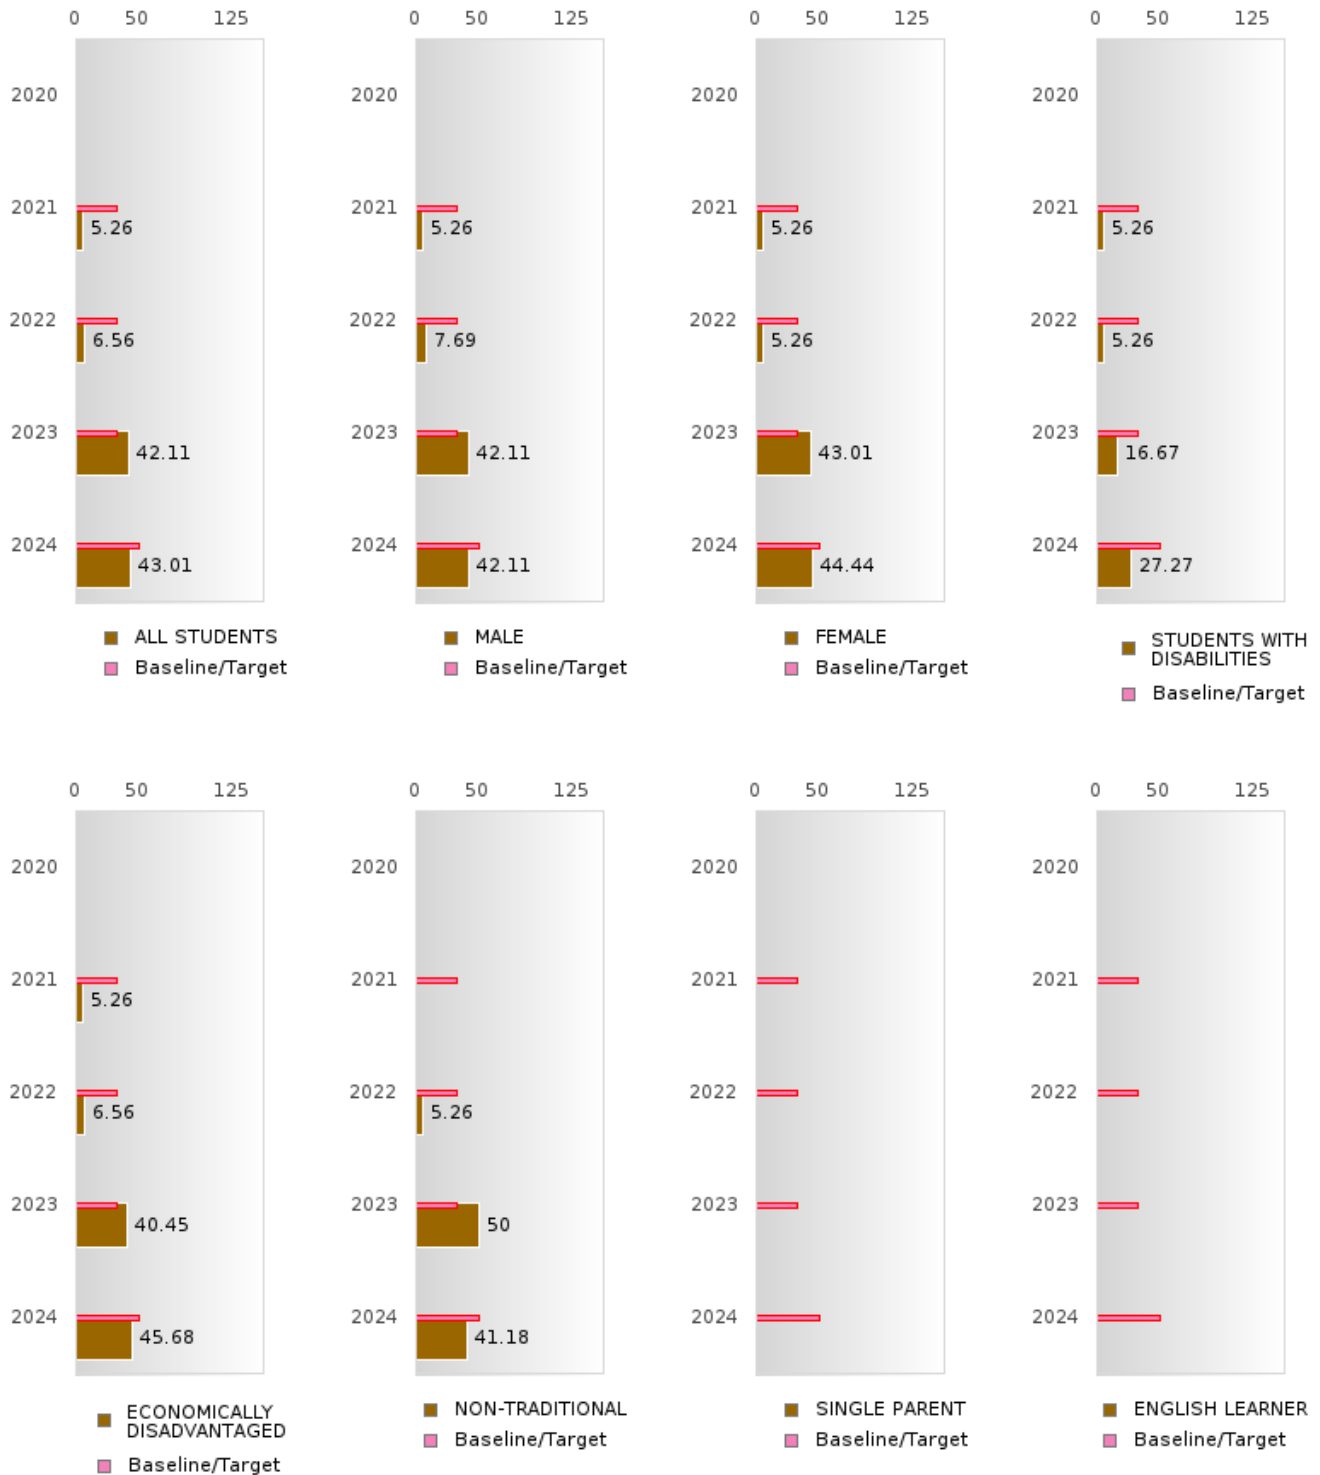 0 50 125 0 50 125 0 50 125 0 50 125
2020 2020 2020 2020
2021 2021 2021 2021
5.26 5.26 5.26 5.26
2022 2022 2022 2022
6.56 7.69 5.26 5.26
2023 2023 2023 2023
42.11 42.11 43.01 16.67
2024 2024 2024 2024
43.01 42.11 44.44 27.27
ALL STUDENTS MALE FEMALE STUDENTS WITH
DISABILITIES
Baseline/Target Baseline/Target Baseline/Target Baseline/Target
0 50 125 0 50 125 0 50 125 0 50 125
2020 2020 2020 2020
2021 2021 2021 2021
5.26
2022 2022 2022 2022
6.56 5.26
2023 2023 2023 2023
40.45 50
2024 2024 2024 2024
45.68 41.18
ECONOMICALLY NON-TRADITIONAL SINGLE PARENT ENGLISH LEARNER
DISADVANTAGED
Baseline/Target Baseline/Target Baseline/Target Baseline/Target